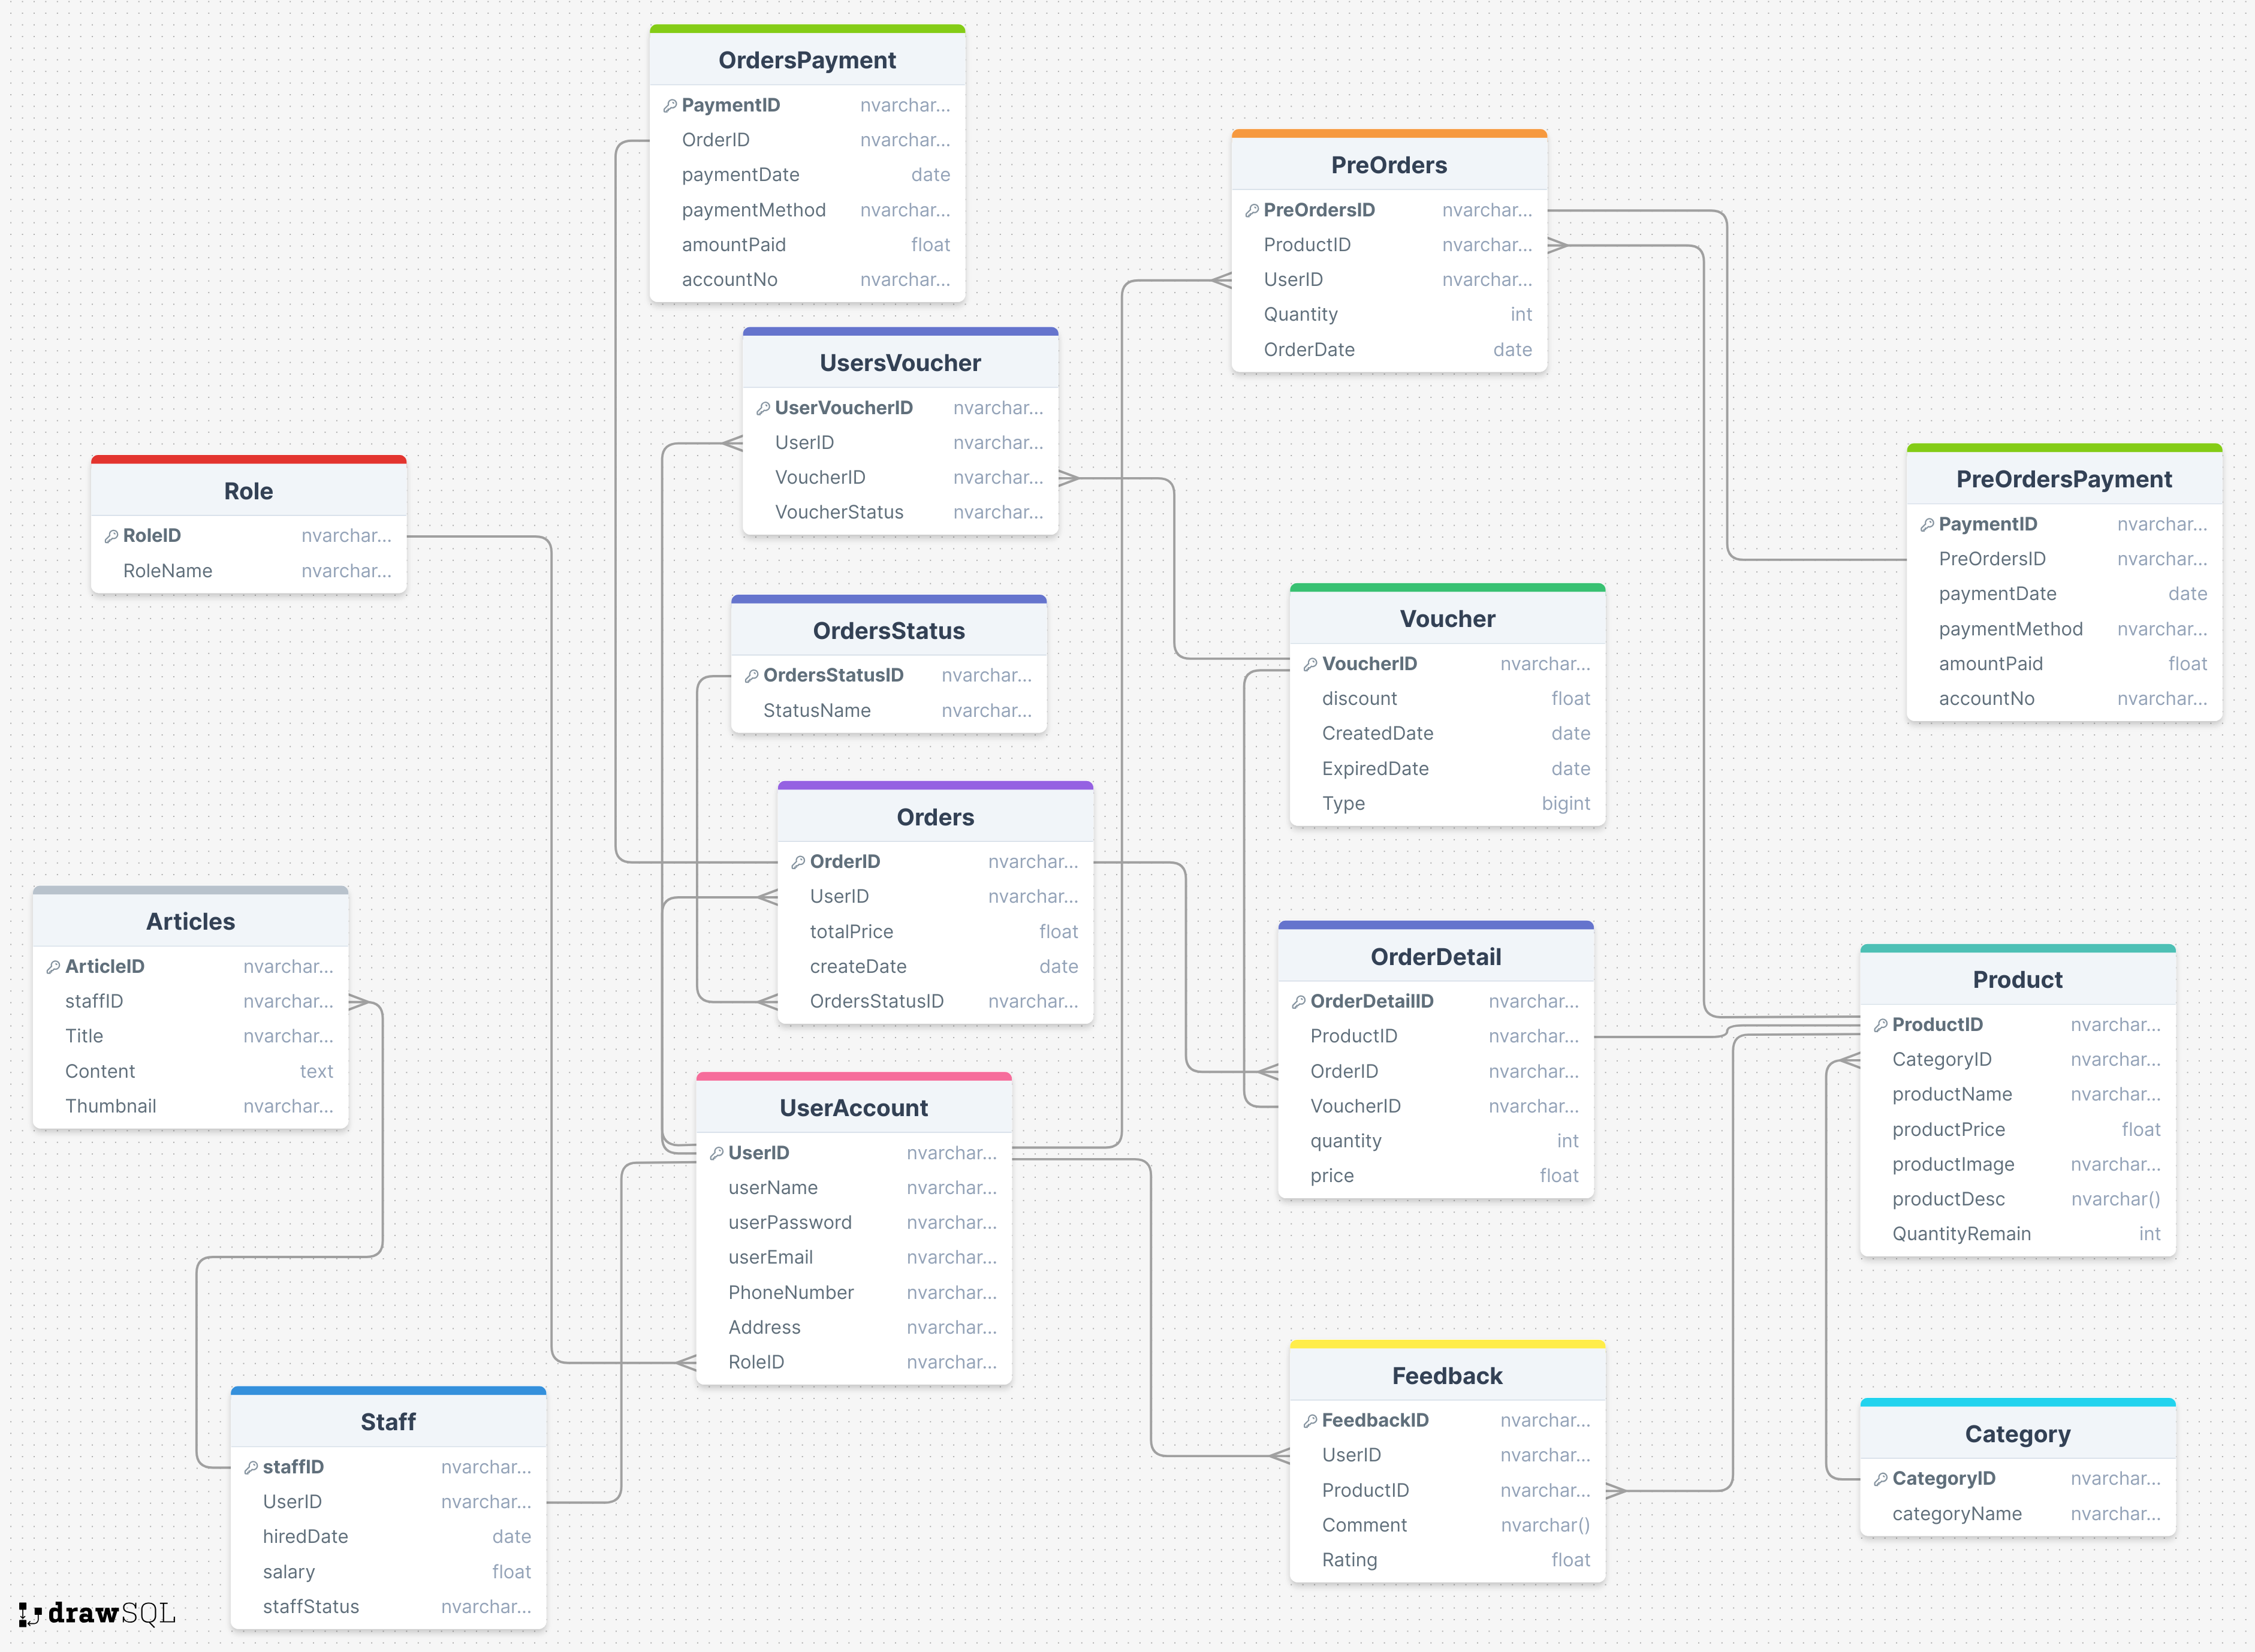 OrdersPayment
PaymentID nvarchar...
OrderID nvarchar...
paymentDate date
paymentMethod nvarchar...
amountPaid float
accountNo nvarchar...
PreOrders
PreOrdersID nvarchar...
ProductID nvarchar...
UserID nvarchar...
Quantity int
OrderDate date
UsersVoucher
UserVoucherID nvarchar...
UserID nvarchar...
VoucherID nvarchar...
VoucherStatus nvarchar...
Role
RoleID nvarchar...
RoleName nvarchar...
PreOrdersPayment
PaymentID nvarchar...
PreOrdersID nvarchar...
paymentDate date
paymentMethod nvarchar...
amountPaid float
accountNo nvarchar...
OrdersStatus
OrdersStatusID nvarchar...
StatusName nvarchar...
Voucher
VoucherID nvarchar...
discount float
CreatedDate date
ExpiredDate date
Type bigint
Orders
OrderID nvarchar...
UserID nvarchar...
totalPrice float
createDate date
OrdersStatusID nvarchar...
Articles
ArticleID nvarchar...
staffID nvarchar...
Title nvarchar...
Content text
Thumbnail nvarchar...
OrderDetail
OrderDetailID nvarchar...
ProductID nvarchar...
OrderID nvarchar...
VoucherID nvarchar...
quantity int
price float
Product
ProductID nvarchar...
CategoryID nvarchar...
productName nvarchar...
productPrice float
productImage nvarchar...
productDesc nvarchar()
QuantityRemain int
UserAccount
UserID nvarchar...
userName nvarchar...
userPassword nvarchar...
userEmail nvarchar...
PhoneNumber nvarchar...
Address nvarchar...
RoleID nvarchar...
Feedback
FeedbackID nvarchar...
UserID nvarchar...
ProductID nvarchar...
Comment nvarchar()
Rating float
Category
CategoryID nvarchar...
categoryName nvarchar...
Staff
staffID nvarchar...
UserID nvarchar...
hiredDate date
salary float
staffStatus nvarchar...
drawSQL